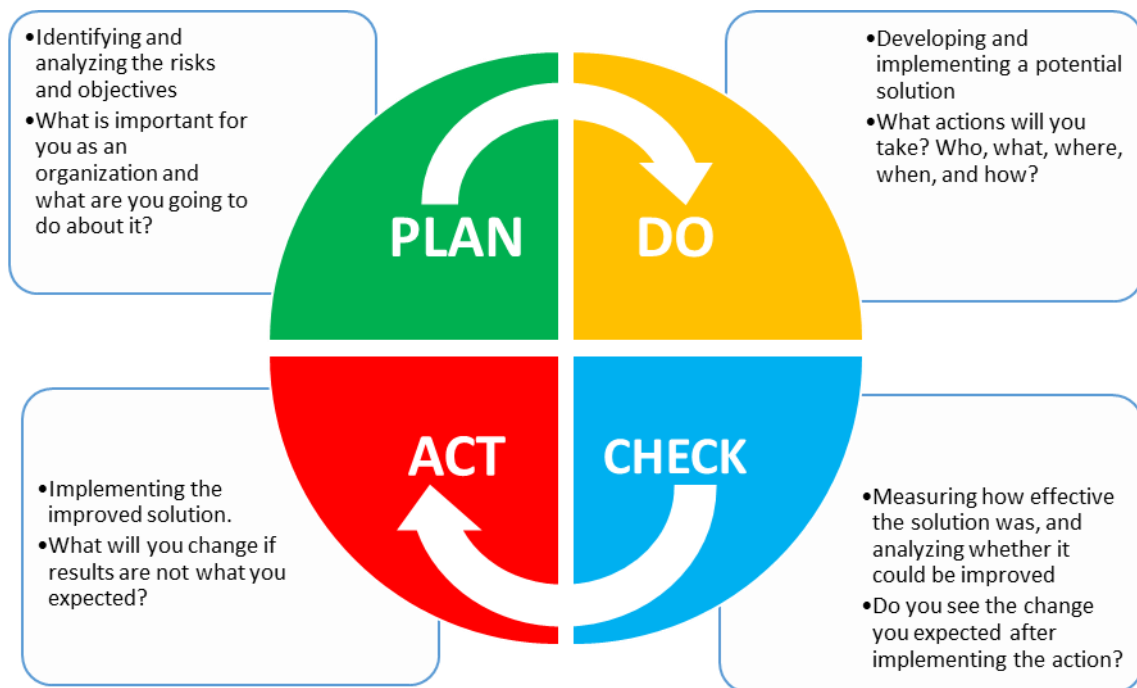 •Identifying and
analyzing the risks
and objectives
•What is important for
you as an
organization and
what are you going to
do about it?
PLAN
DO
•Developing and
implementing a potential
solution
•What actions will you
take? Who, what, where,
when, and how?
•Implementing the
improved solution.
•What will you change if
results are not what you
expected?
ACT
CHECK
•Measuring how effective
the solution was, and
analyzing whether it
could be improved
•Do you see the change
you expected after
implementing the action?